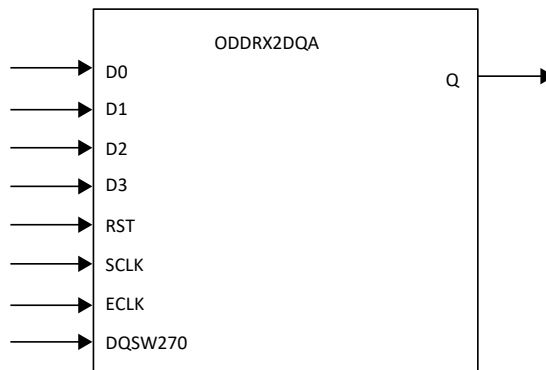 ODDRX2DQA
D0
Q
D1
D2
D3
RST
SCLK
ECLK
DQSW270